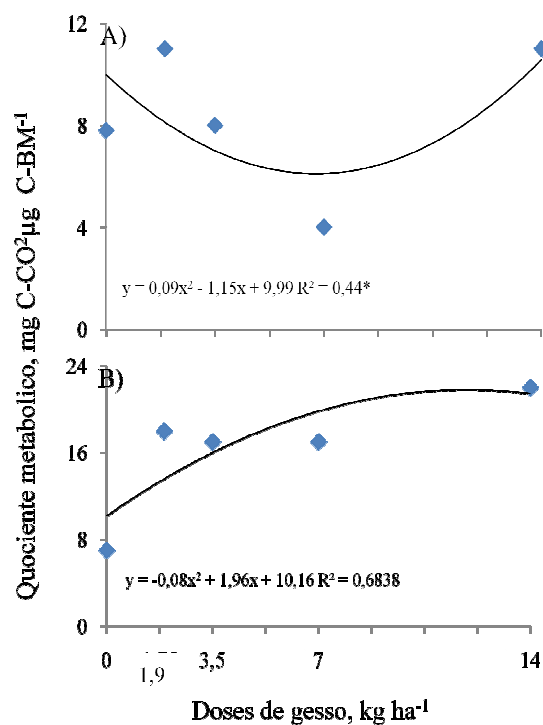 Quociente metabolico, mg C-CO²µg C-BM⁻¹
12
A)
8
4
y = 0,09x² - 1,15x + 9,99 R² = 0,44*
0
24
B)
16
8
y = -0,08x² + 1,96x + 10,16 R² = 0,6838
0
0 3,5 7 14
1,9
Doses de gesso, kg ha⁻¹